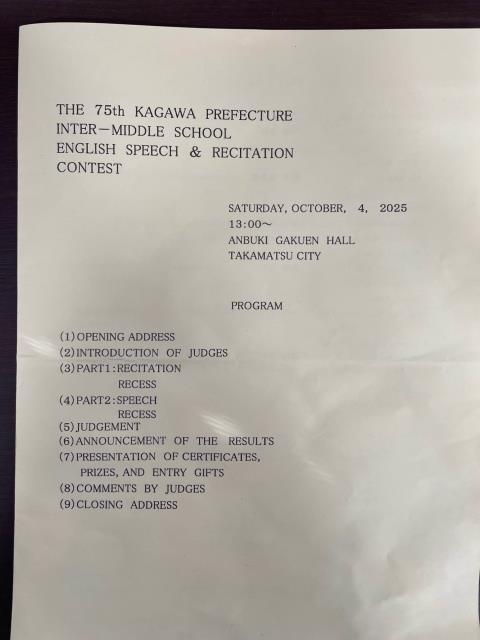 THE 75th KAGAWA PREFECTURE
INTER-MIDDLE SCHOOL
ENGLISH SPEECH & RECITATION
CONTEST
SATURDAY, OCTOBER, 4, 2025
13:00～
ANBUKI GAKUEN HALL
TAKAMATSU CITY
PROGRAM
(1)OPENING ADDRESS
(2)INTRODUCTION OF JUDGES
(3)PART1:RECITATION
RECESS
(4)PART2:SPEECH
RECESS
(5)JUDGEMENT
(6)ANNOUNCEMENT OF THE RESULTS
(7)PRESENTATION OF CERTIFICATES,
PRIZES, AND ENTRY GIFTS
(8)COMMENTS BY JUDGES
(9)CLOSING ADDRESS